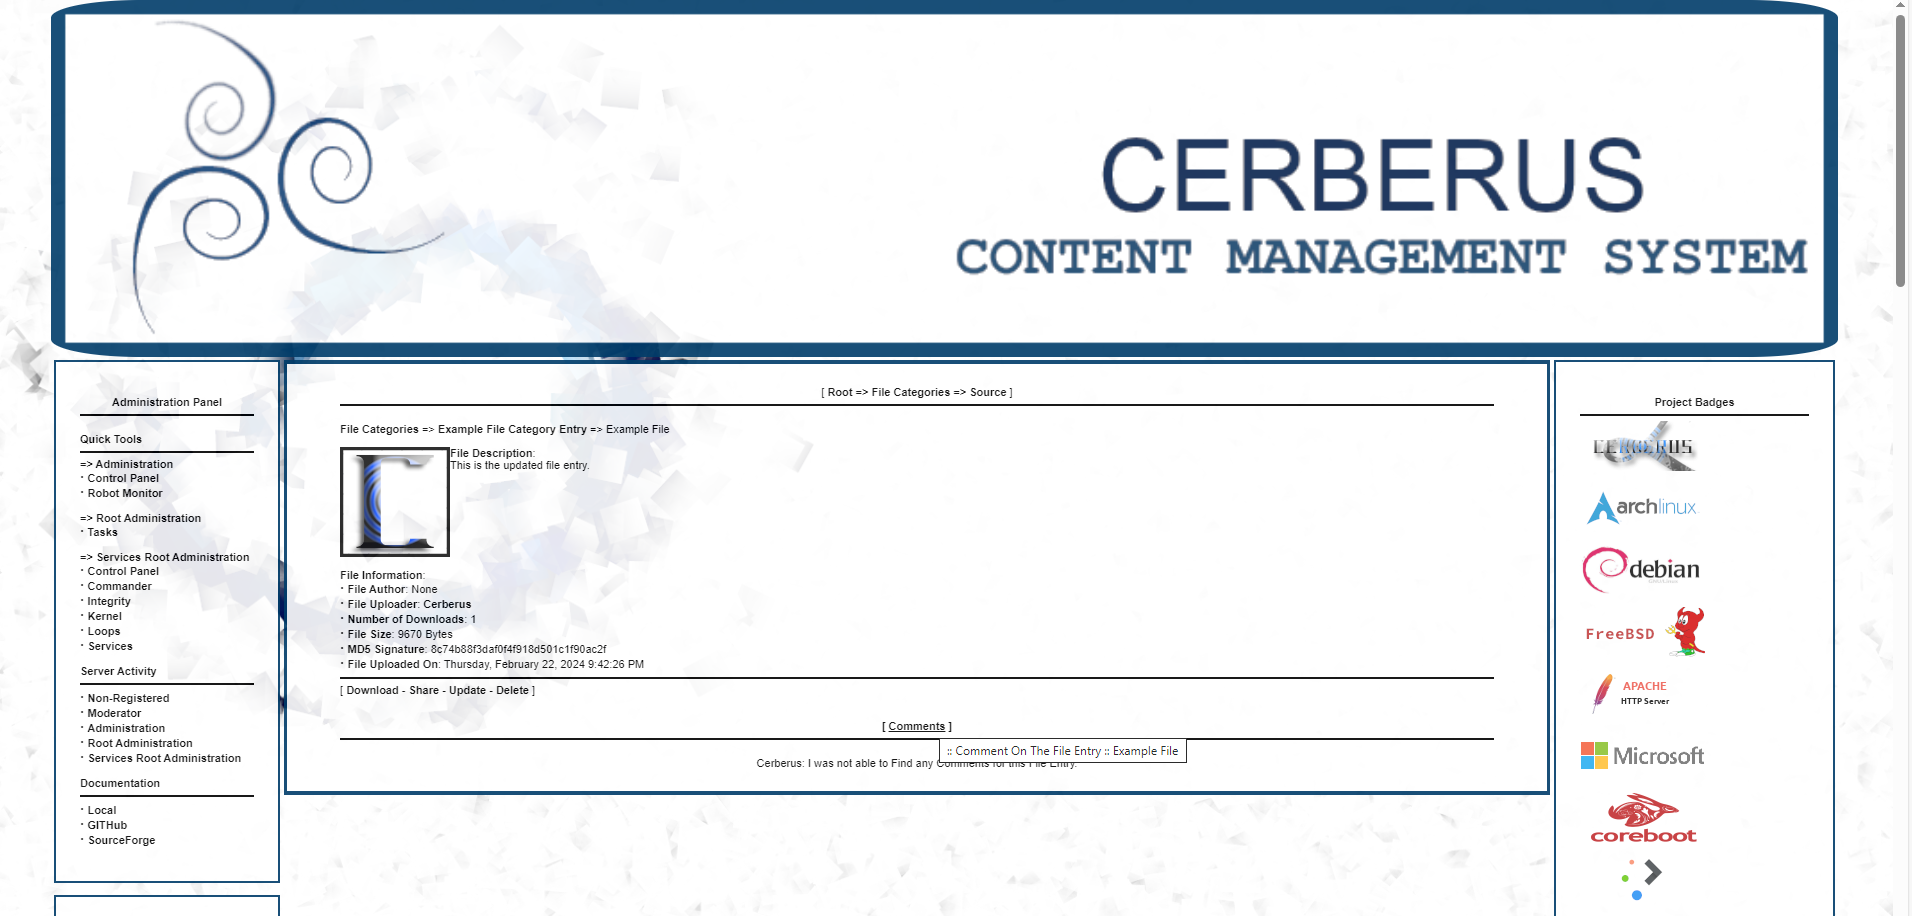 CERBERUS
CONTENT MANAGEMENT SYSTEM
Administration Panel
Quick Tools
=> Administration
· Control Panel
· Robot Monitor
=> Root Administration
· Tasks
=> Services Root Administration
· Control Panel
· Commander
· Integrity
· Kernel
· Loops
· Services
Server Activity
· Non-Registered
· Moderator
· Administration
· Root Administration
· Services Root Administration
Documentation
· Local
· GITHub
· SourceForge
[ Root => File Categories => Source ]
File Categories => Example File Category Entry => Example File
File Description:
This is the updated file entry.
File Information:
· File Author: None
· File Uploader: Cerberus
· Number of Downloads: 1
· File Size: 9670 Bytes
· MD5 Signature: 8c74b88f3daf0f4f918d501c1f90ac2f
· File Uploaded On: Thursday, February 22, 2024 9:42:26 PM
[ Download - Share - Update - Delete ]
[ Comments ]
:: Comment On The File Entry :: Example File
Cerberus: I was not able to Find any Comments for this File Entry.
Project Badges
CERBERUS
archlinux
debian
FreeBSD
APACHE
HTTP Server
Microsoft
coreboot